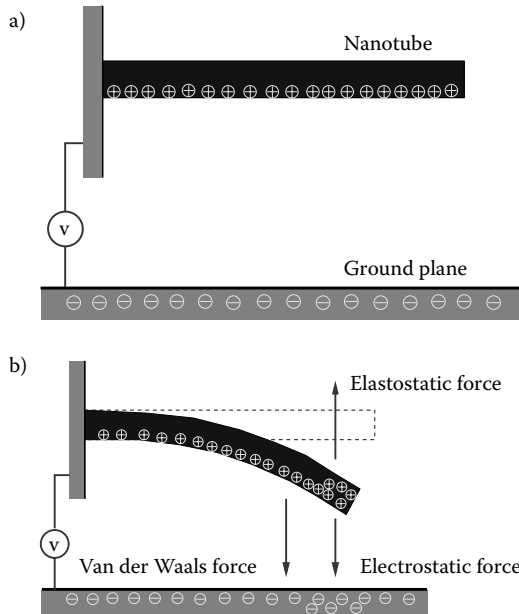 a)
Nanotube
v
Ground plane
b)
Elastostatic force
v
Van der Waals force
Electrostatic force